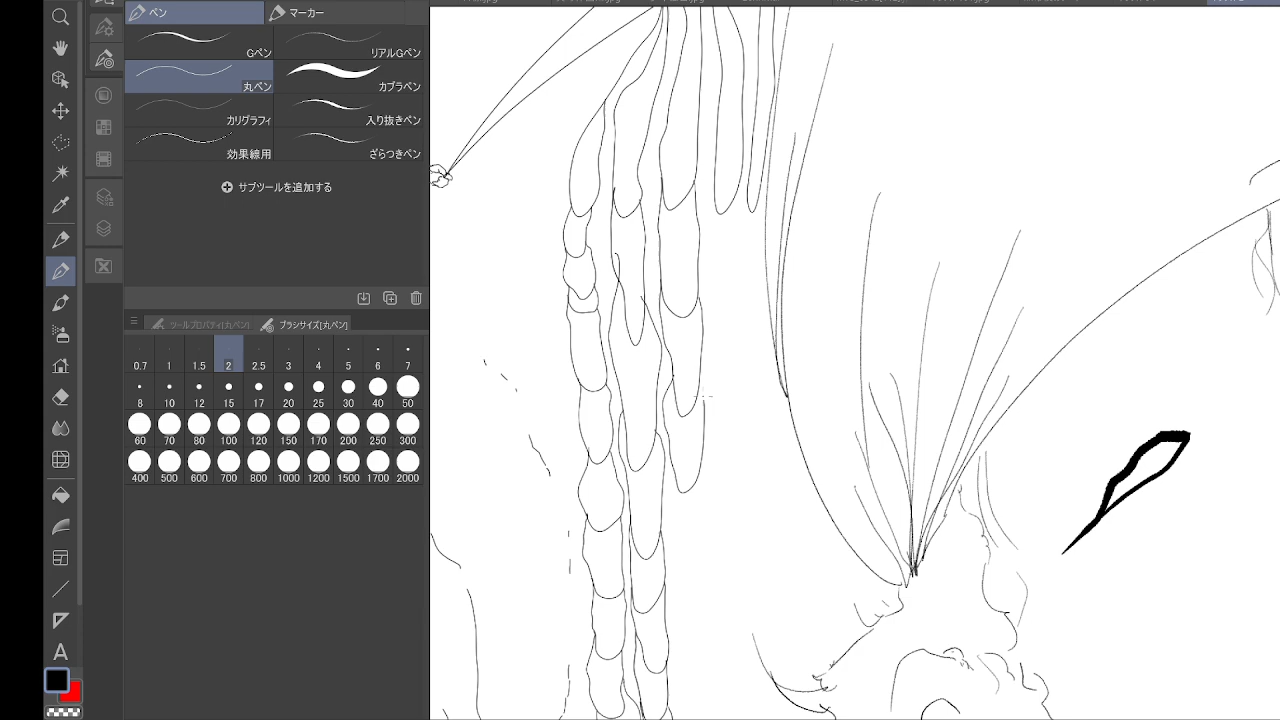 ペン マーカー
Gペン リアルGペン
丸ペン カブラペン
カリグラフィ 入り抜きペン
効果線用 ざらつきペン
サブツールを追加する
ツールプロパティ[丸ペン] ブラシサイズ[丸ペン]
0.7 1 1.5 2 2.5 3 4 5 6 7
8 10 12 15 17 20 25 30 40 50
60 70 80 100 120 150 170 200 250 300
400 500 600 700 800 1000 1200 1500 1700 2000
A